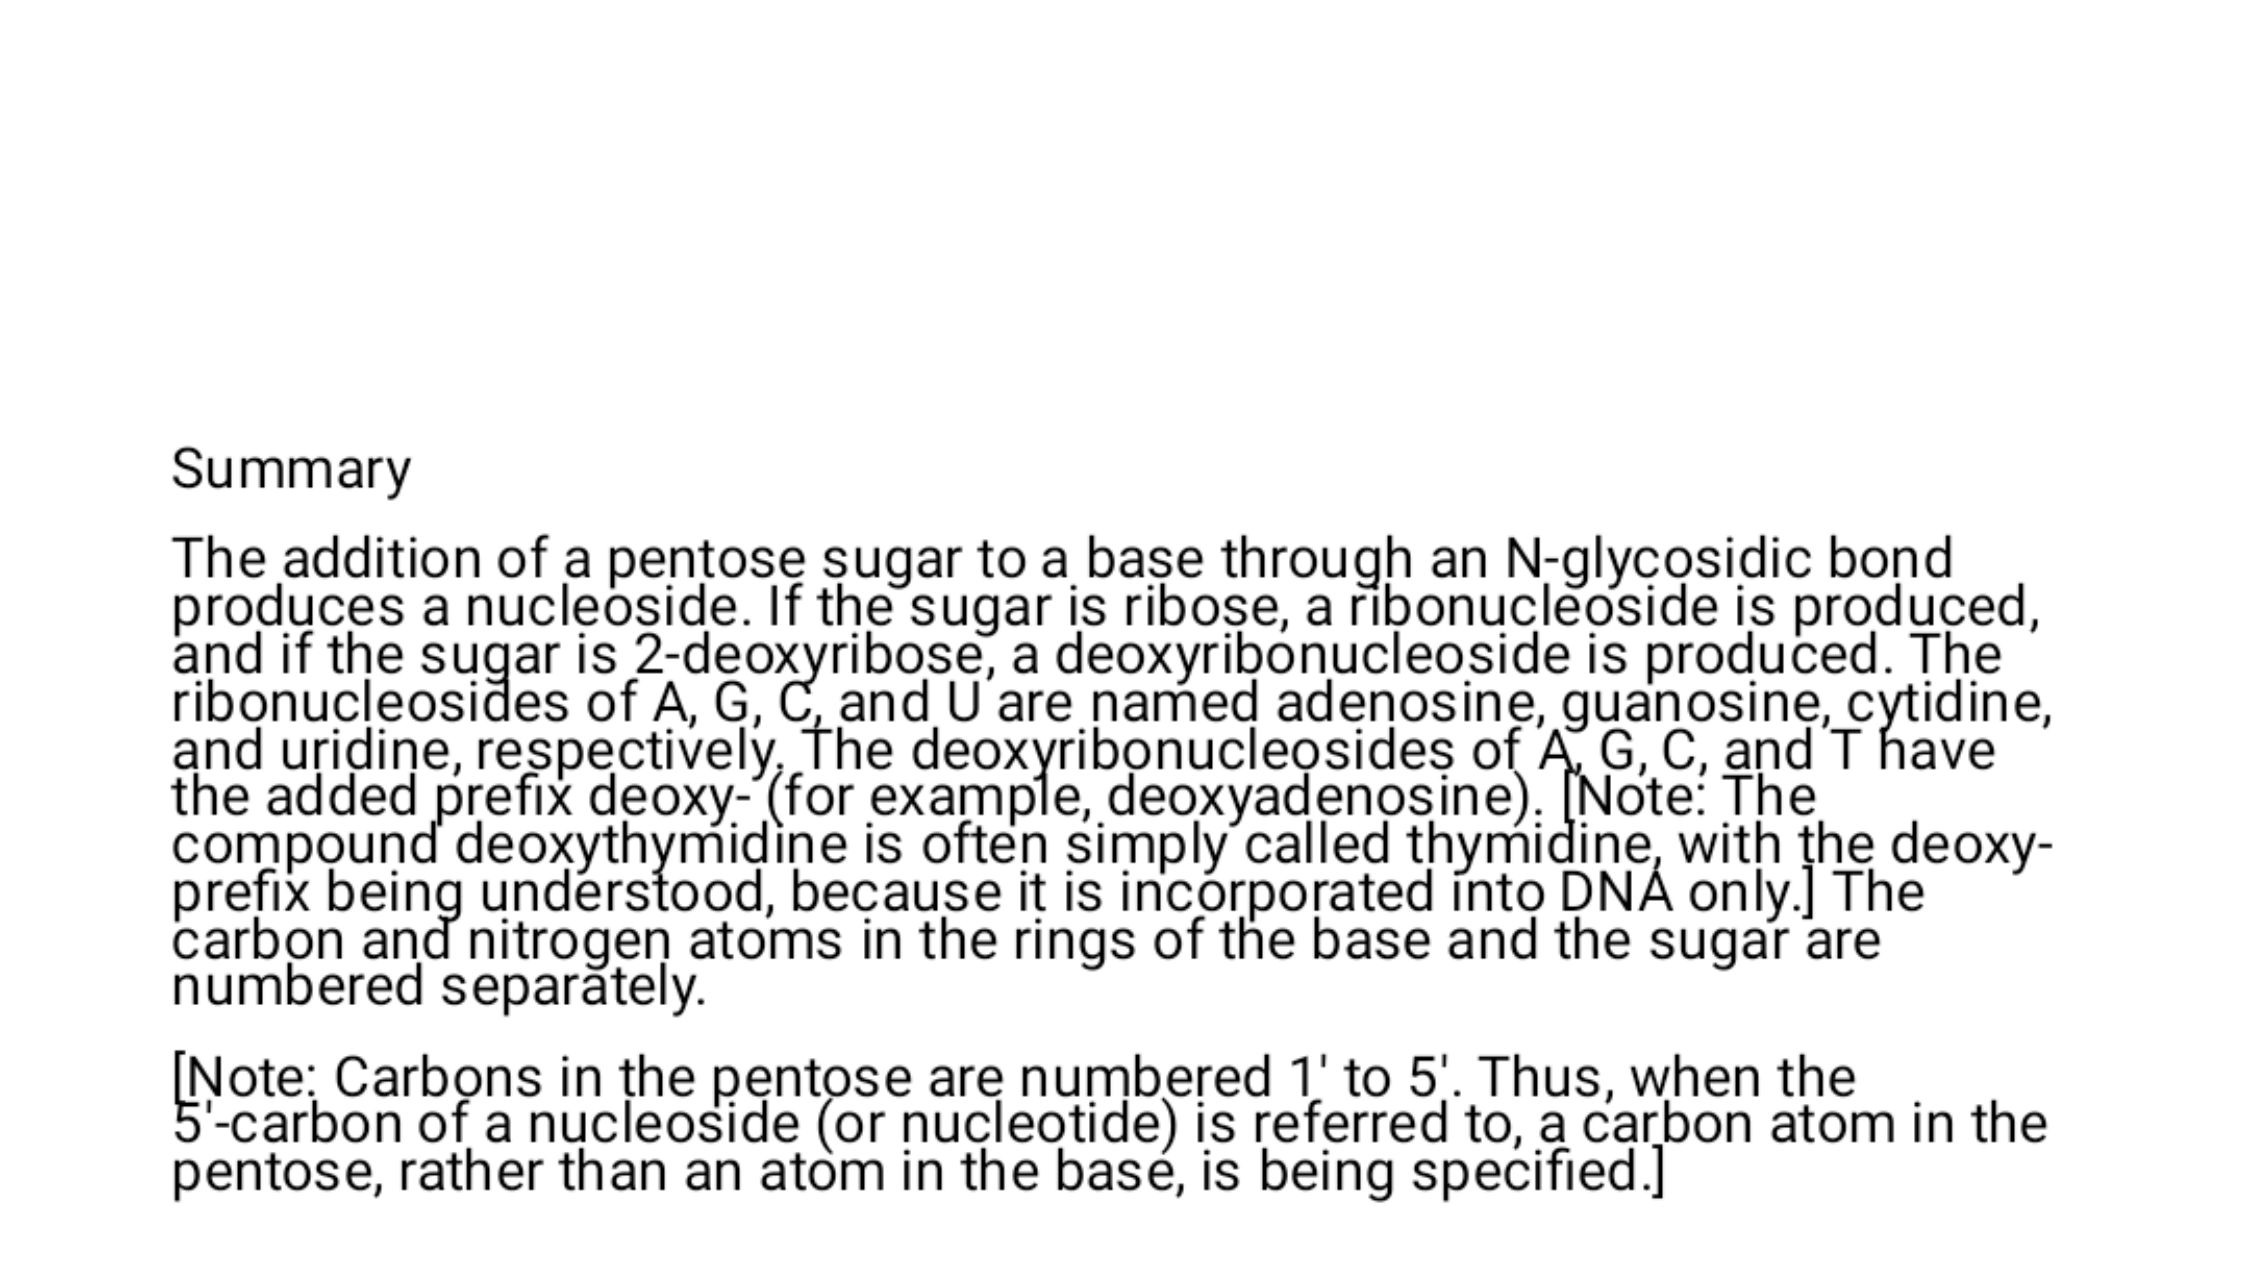 Summary
The addition of a pentose sugar to a base through an N-glycosidic bond
produces a nucleoside. If the sugar is ribose, a ribonucleoside is produced,
and if the sugar is 2-deoxyribose, a deoxyribonucleoside is produced. The
ribonucleosides of A, G, C, and U are named adenosine, guanosine, cytidine,
and uridine, respectively. The deoxyribonucleosides of A, G, C, and T have
the added prefix deoxy- (for example, deoxyadenosine). [Note: The
compound deoxythymidine is often simply called thymidine, with the deoxy-
prefix being understood, because it is incorporated into DNA only.] The
carbon and nitrogen atoms in the rings of the base and the sugar are
numbered separately.
[Note: Carbons in the pentose are numbered 1' to 5'. Thus, when the
5'-carbon of a nucleoside (or nucleotide) is referred to, a carbon atom in the
pentose, rather than an atom in the base, is being specified.]